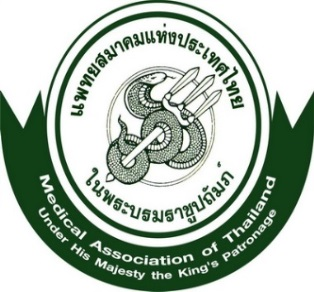 แพทยสมาคมแห่งประเทศไทย
ในพระบรมราชูปถัมภ์
Medical Association of Thailand
Under His Majesty the King's Patronage